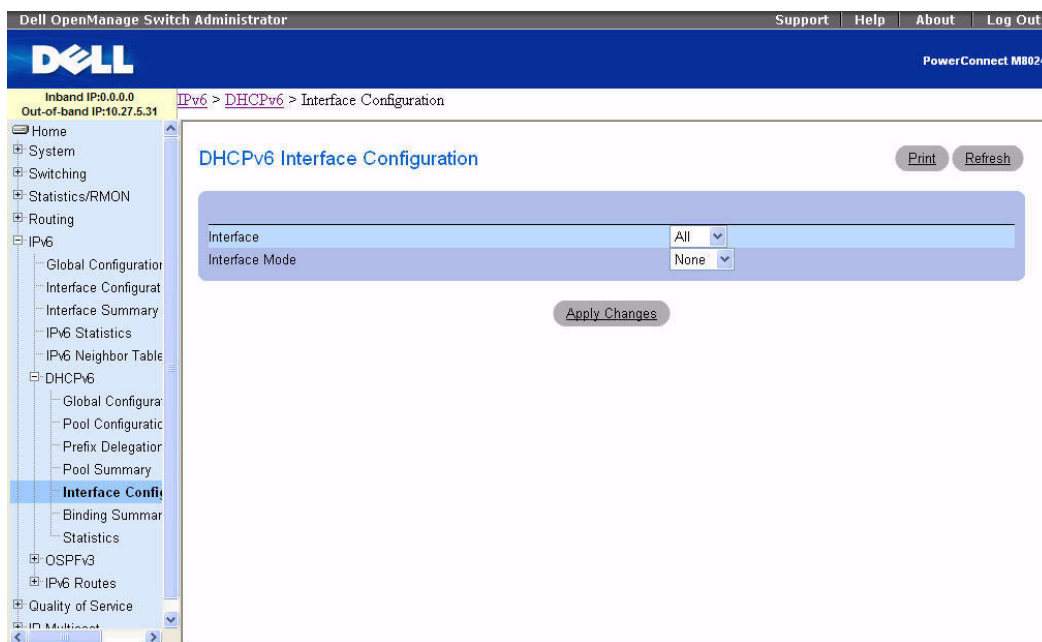 Dell OpenManage Switch Administrator
Support Help About Log Out
DELL
PowerConnect M802
Inband IP:0.0.0.0
Out-of-band IP:10.27.5.31
IPv6 > DHCPv6 > Interface Configuration
Home
System
Switching
Statistics/RMON
Routing
IPv6
Global Configuration
Interface Configurat
Interface Summary
IPv6 Statistics
IPv6 Neighbor Table
DHCPv6
Global Configura
Pool Configuratic
Prefix Delegation
Pool Summary
Interface Config
Binding Summar
Statistics
OSPFv3
IPv6 Routes
Quality of Service
IP Multicast
DHCPv6 Interface Configuration
Print Refresh
Interface All
Interface Mode None
Apply Changes